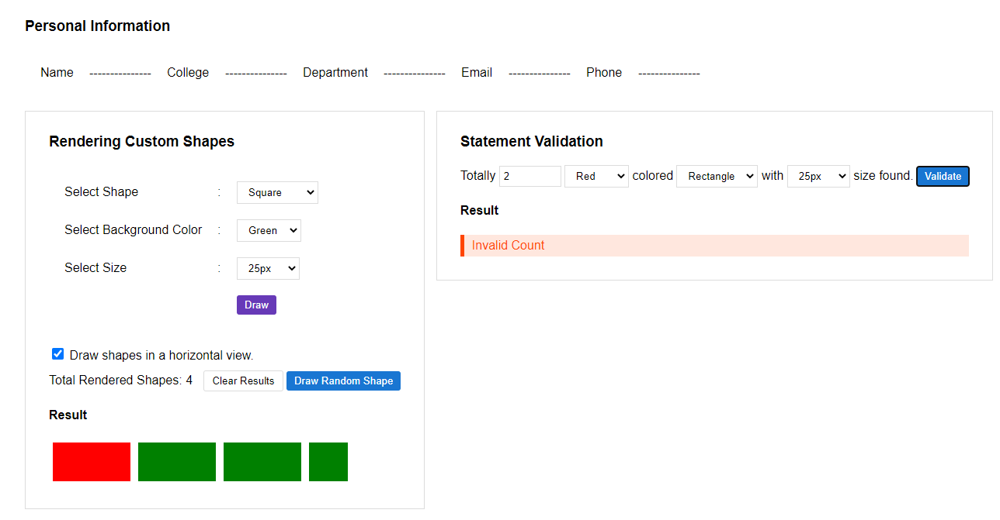 Personal Information
Name --------------- College --------------- Department --------------- Email --------------- Phone ---------------
Rendering Custom Shapes
Select Shape : Square
Select Background Color : Green
Select Size : 25px
Draw
Draw shapes in a horizontal view.
Total Rendered Shapes: 4 Clear Results Draw Random Shape
Result
Statement Validation
Totally 2 Red colored Rectangle with 25px size found. Validate
Result
Invalid Count